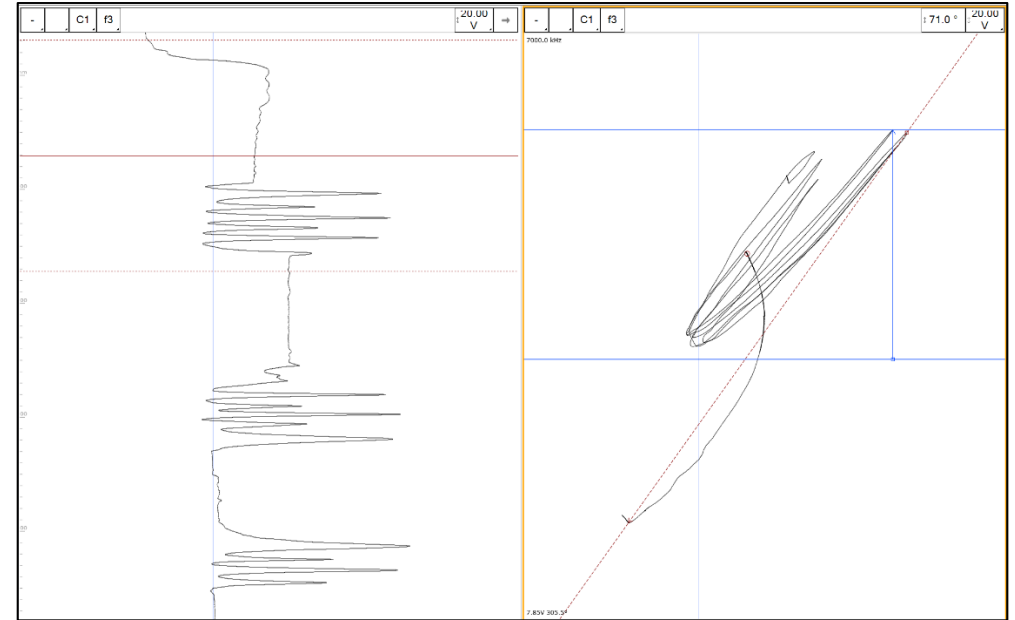 - C1 f3 20.00 V →
- C1 f3 71.0 ° 20.00 V
7000.0 kHz
7.85V 305.5°